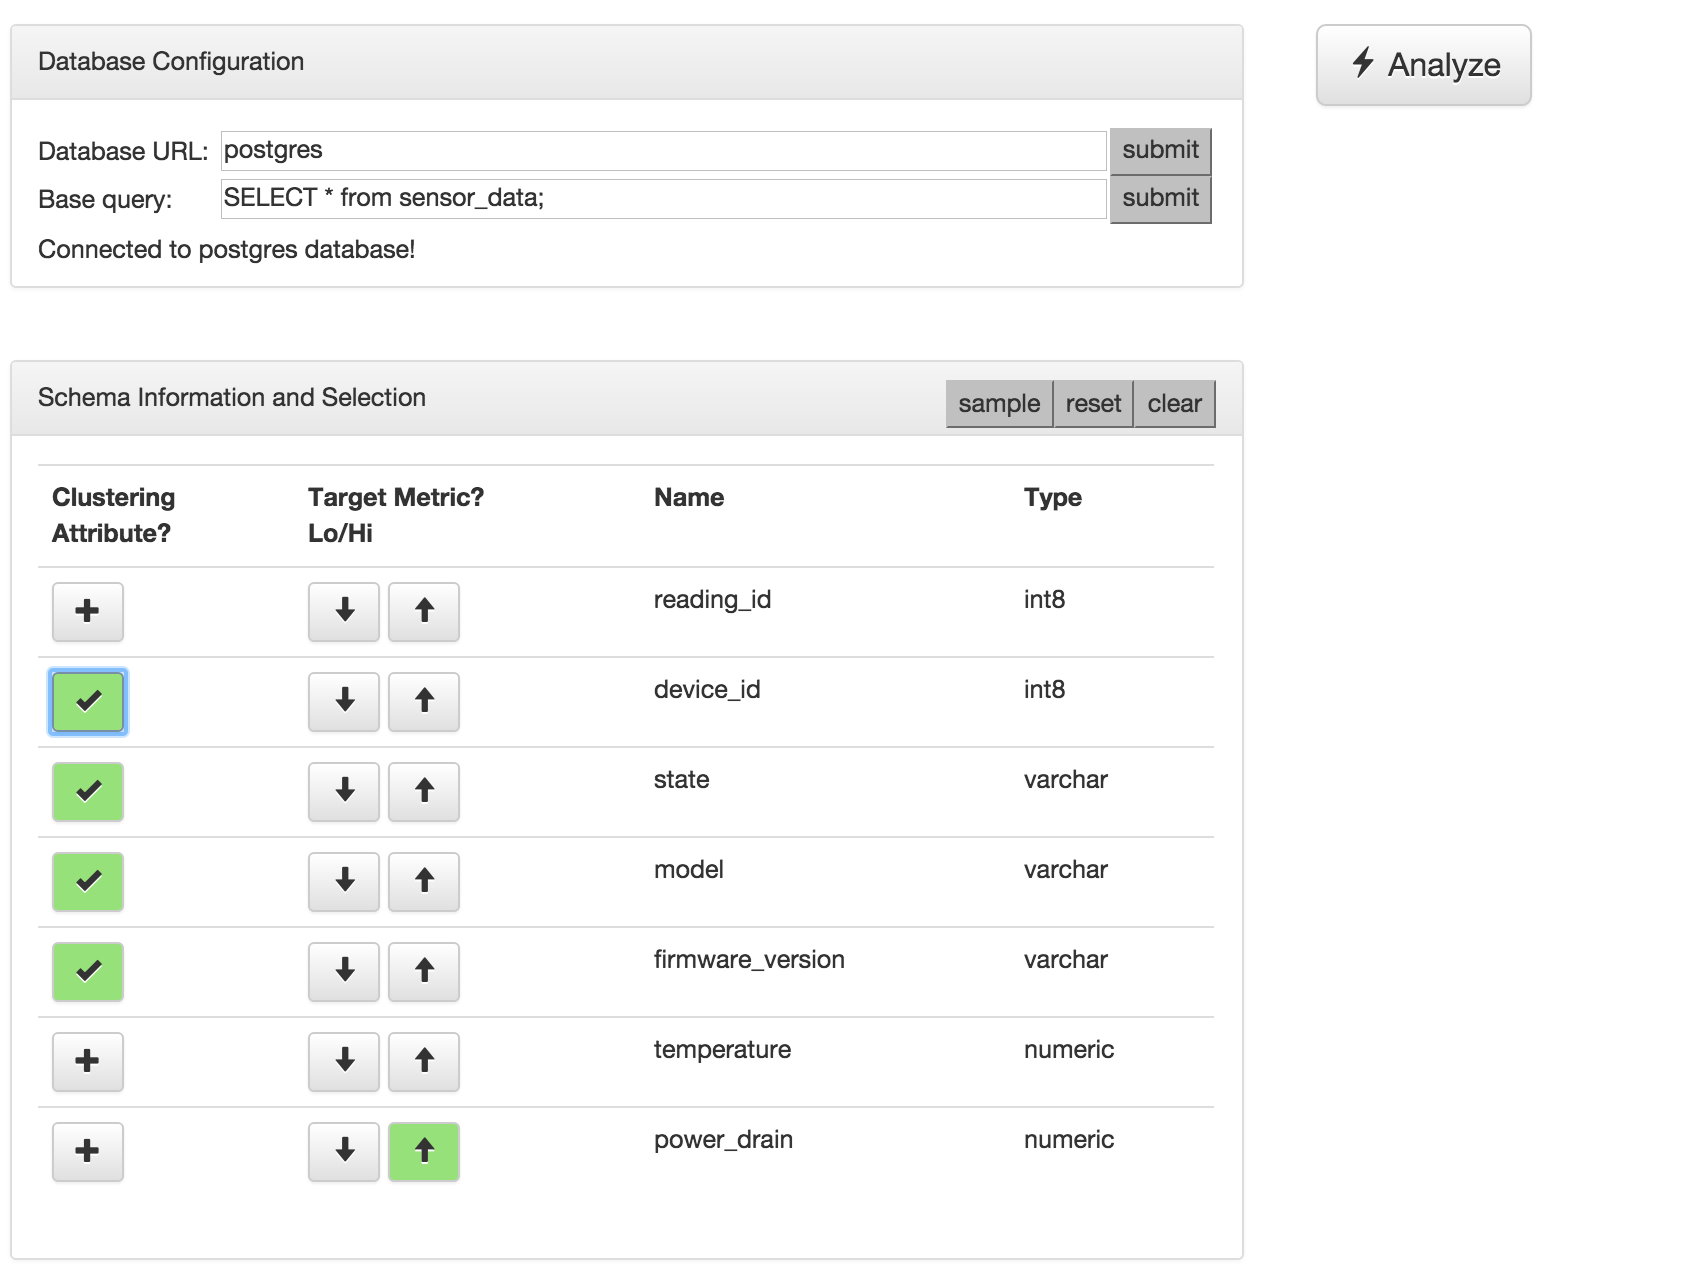 Database Configuration
Analyze
Database URL: postgres submit
Base query: SELECT * from sensor_data; submit
Connected to postgres database!
Schema Information and Selection sample reset clear
Clustering Target Metric? Name Type
Attribute? Lo/Hi
reading_id int8
device_id int8
state varchar
model varchar
firmware_version varchar
temperature numeric
power_drain numeric